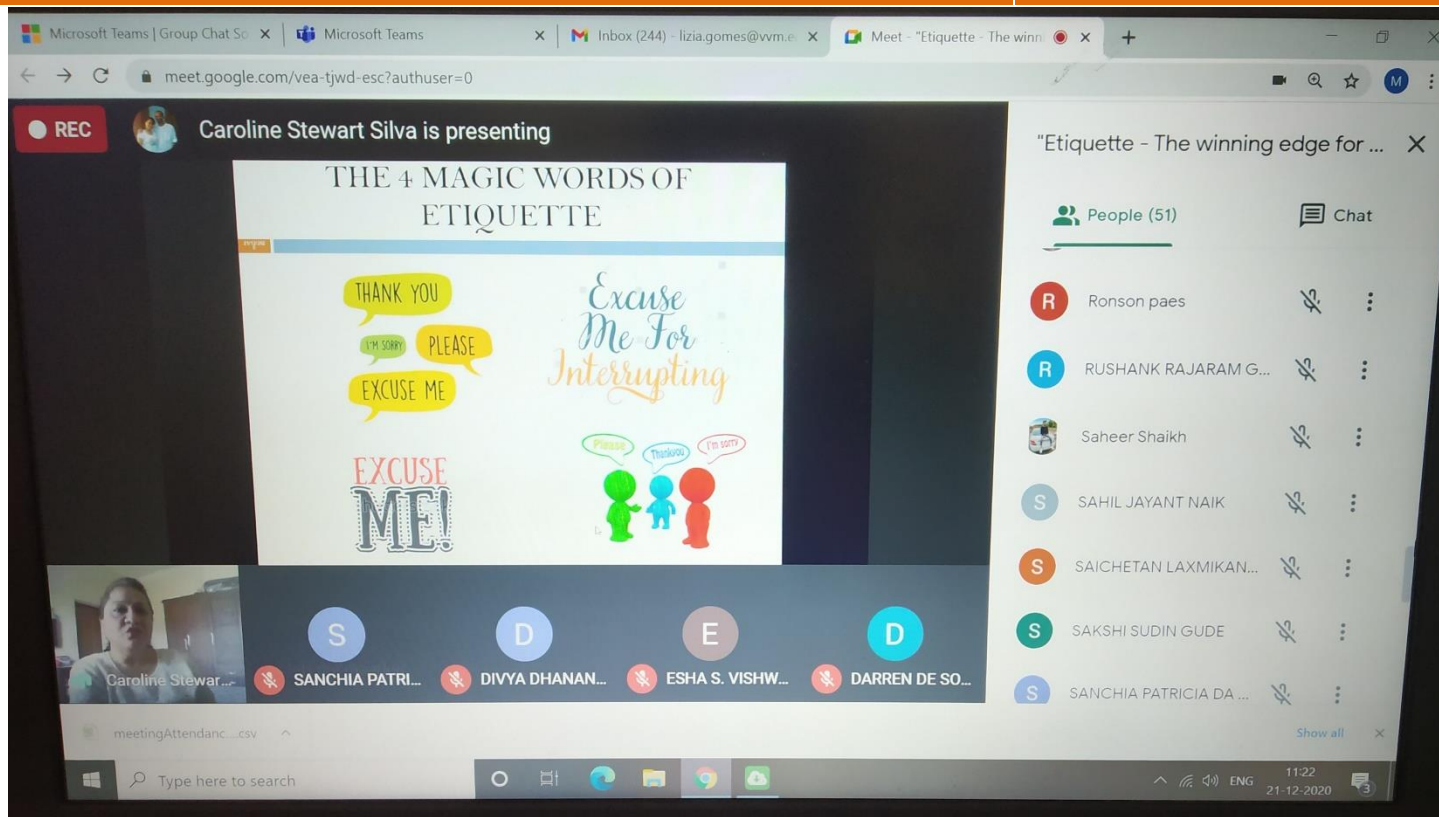 Microsoft Teams | Group Chat So
Microsoft Teams
Inbox (244) - lizia.gomes@vvm.e
Meet - "Etiquette - The winn
meet.google.com/vea-tjwd-esc?authuser=0
M
REC
Caroline Stewart Silva is presenting
THE 4 MAGIC WORDS OF
ETIQUETTE
THANK YOU
I'M SORRY
PLEASE
EXCUSE ME
Excuse
Me For
Interrupting
EXCUSE
ME!
Please
Thankyou
I'm sorry
Caroline Stewar...
S
SANCHIA PATRI...
D
DIVYA DHANAN...
E
ESHA S. VISHW...
D
DARREN DE SO...
"Etiquette - The winning edge for ...
People (51)
Chat
R
Ronson paes
R
RUSHANK RAJARAM G...
Saheer Shaikh
S
SAHIL JAYANT NAIK
S
SAICHETAN LAXMIKAN...
S
SAKSHI SUDIN GUDE
S
SANCHIA PATRICIA DA ...
meetingAttendanc....csv
Show all
Type here to search
ENG
11:22
21-12-2020
3